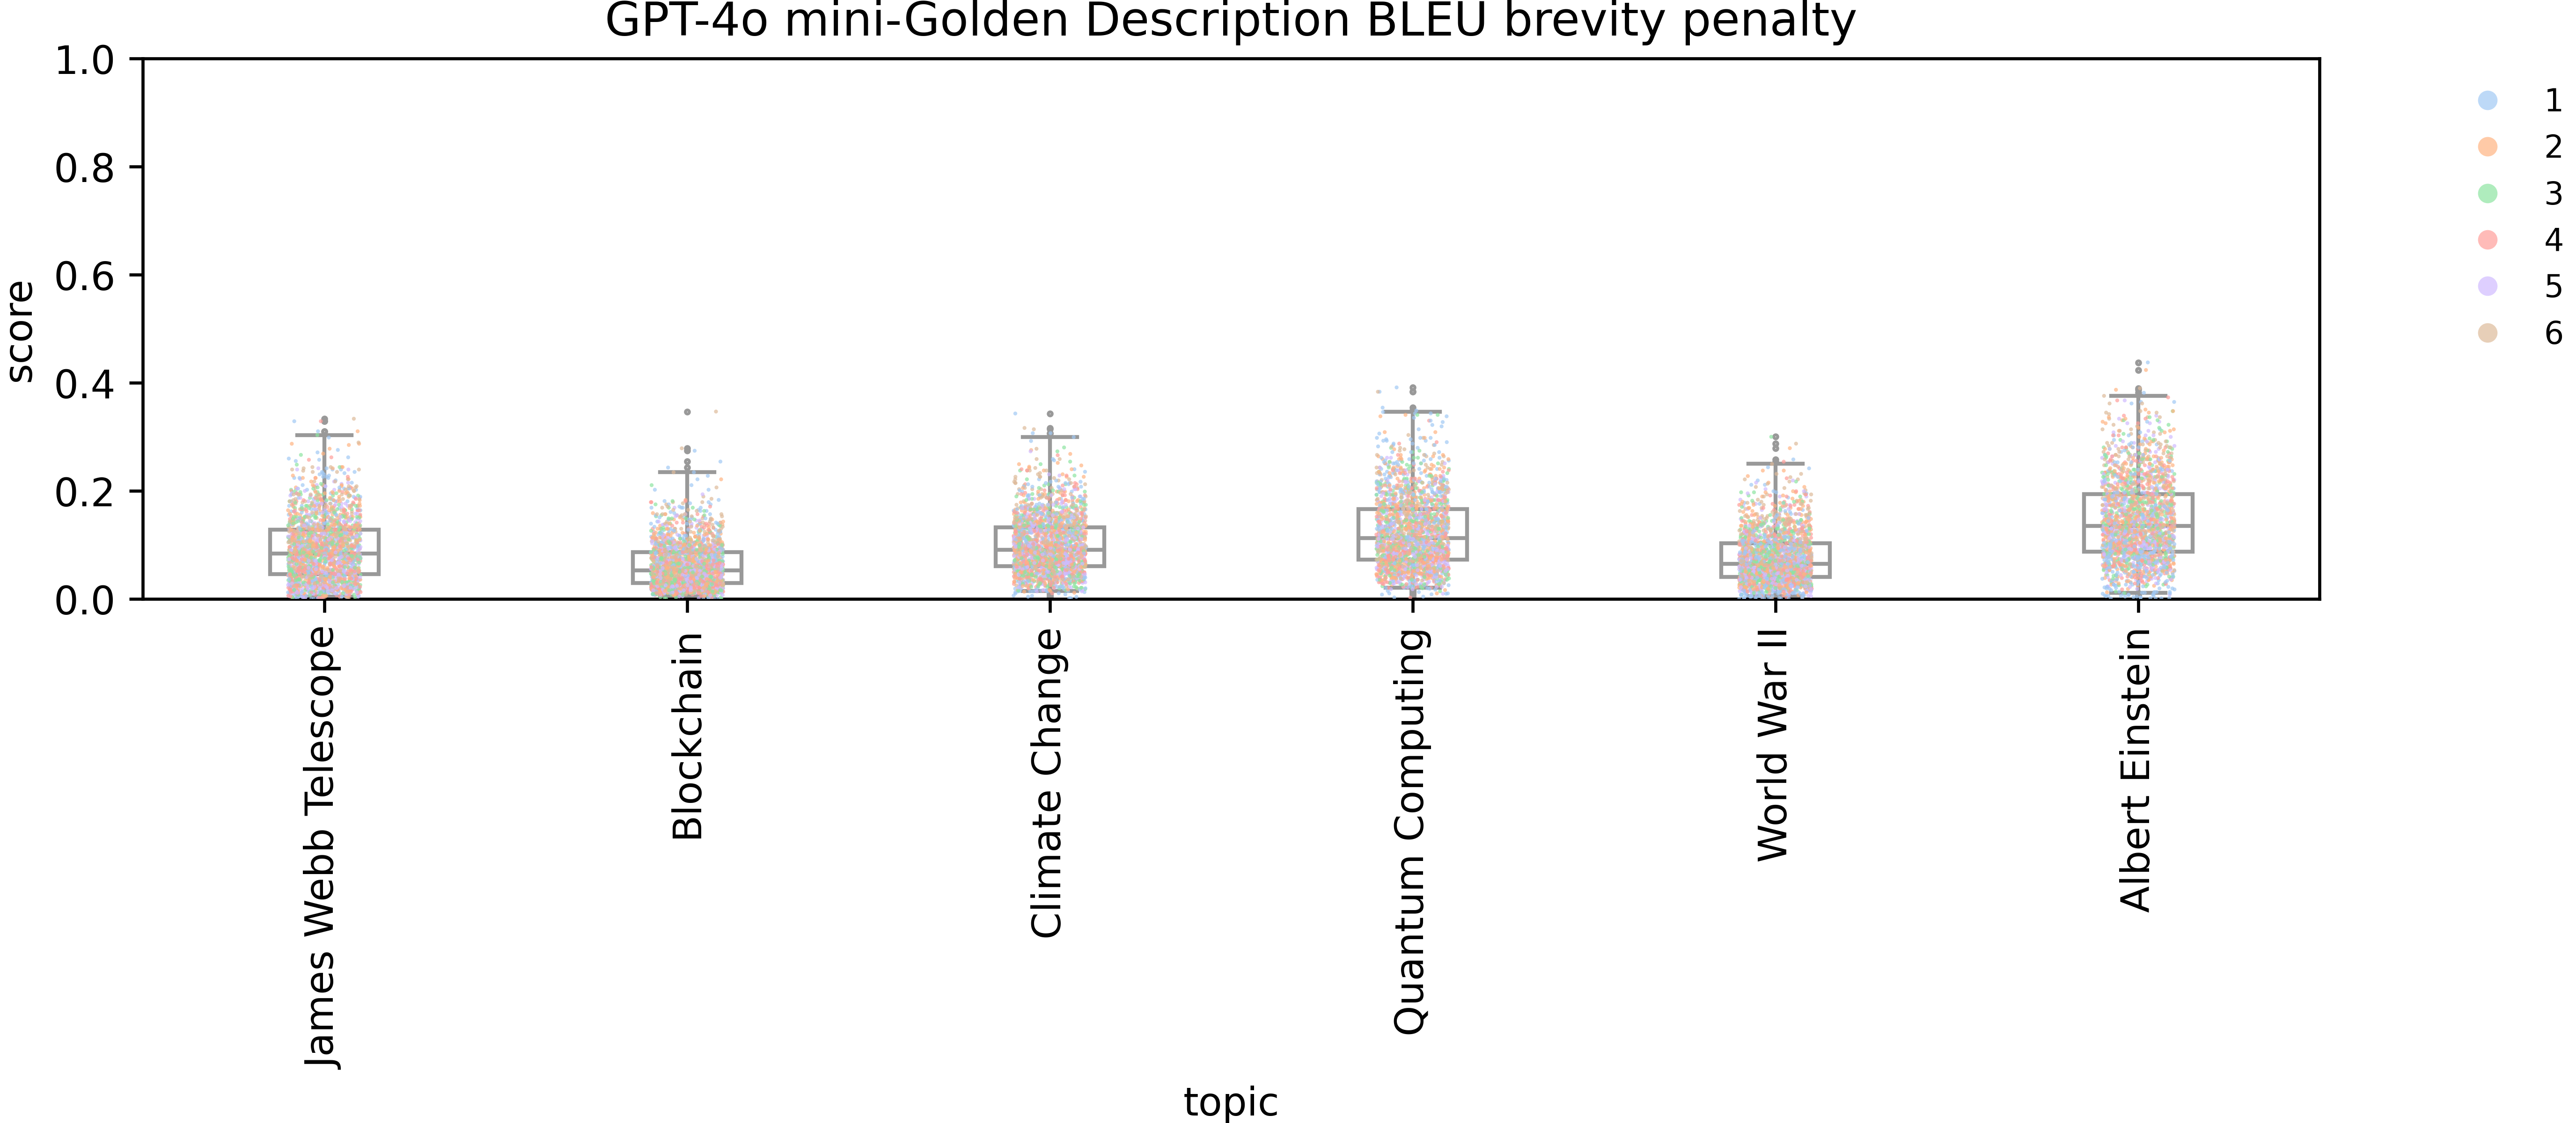 GPT-4o mini-Golden Description BLEU brevity penalty
1.0
0.8
0.6
0.4
0.2
0.0
score
1
2
3
4
5
6
James Webb Telescope
Blockchain
Climate Change
Quantum Computing
World War II
Albert Einstein
topic